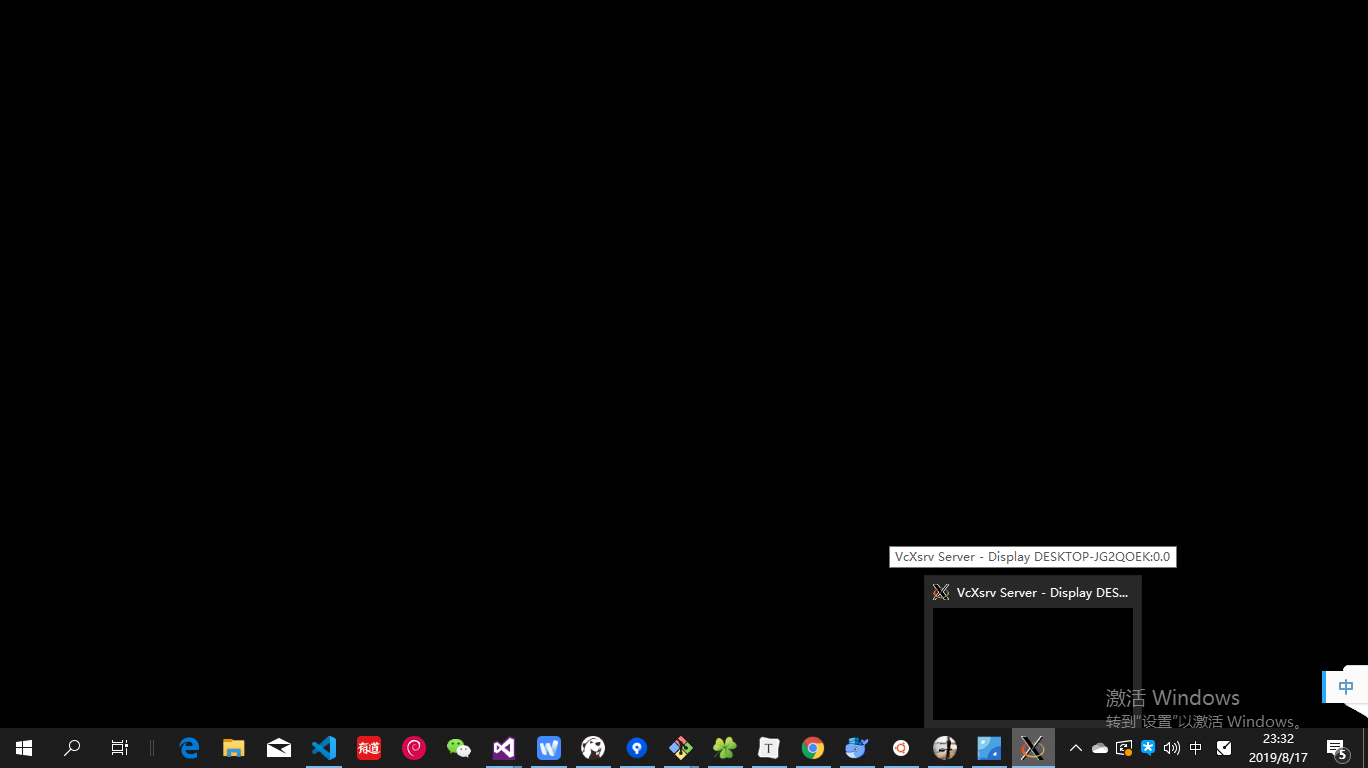 VcXsrv Server - Display DESKTOP-JG2QOEK:0.0
VcXsrv Server - Display DES...
激活 Windows
转到“设置”以激活 Windows。
中
有道
W
T
中
23:32
2019/8/17
5